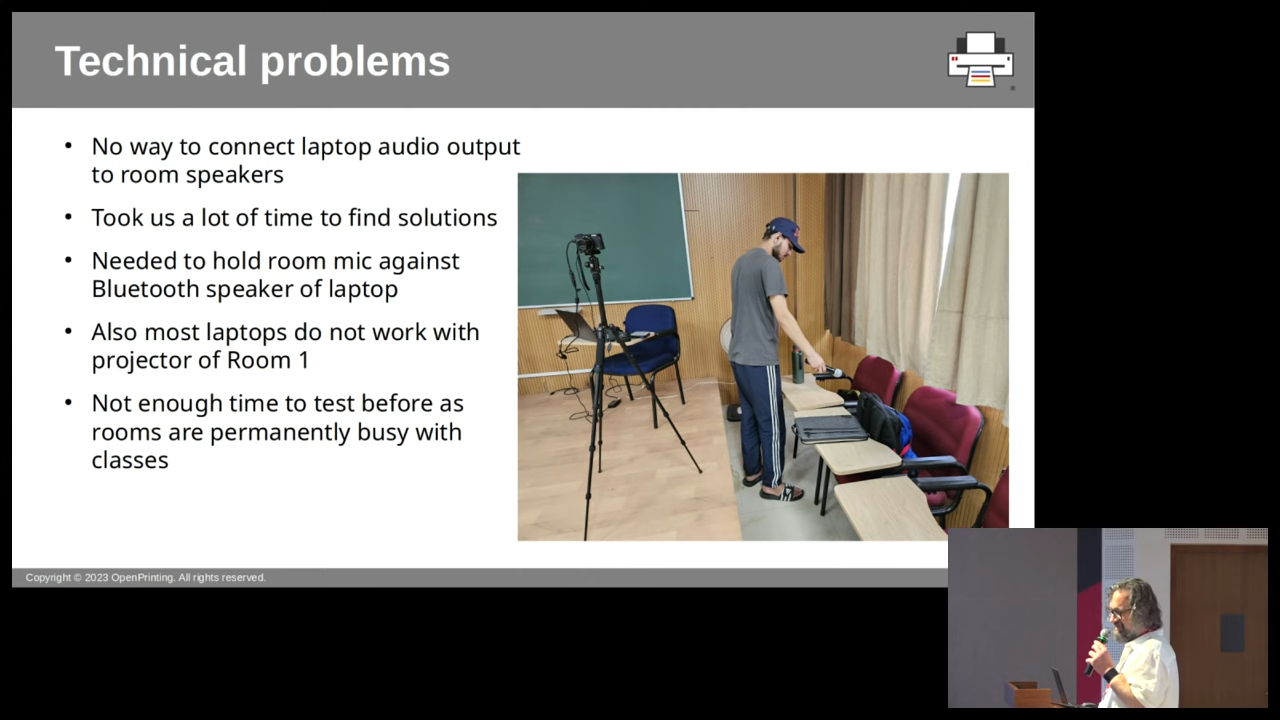 Technical problems
• No way to connect laptop audio output
to room speakers
• Took us a lot of time to find solutions
• Needed to hold room mic against
Bluetooth speaker of laptop
• Also most laptops do not work with
projector of Room 1
• Not enough time to test before as
rooms are permanently busy with
classes
Copyright © 2023 OpenPrinting. All rights reserved.